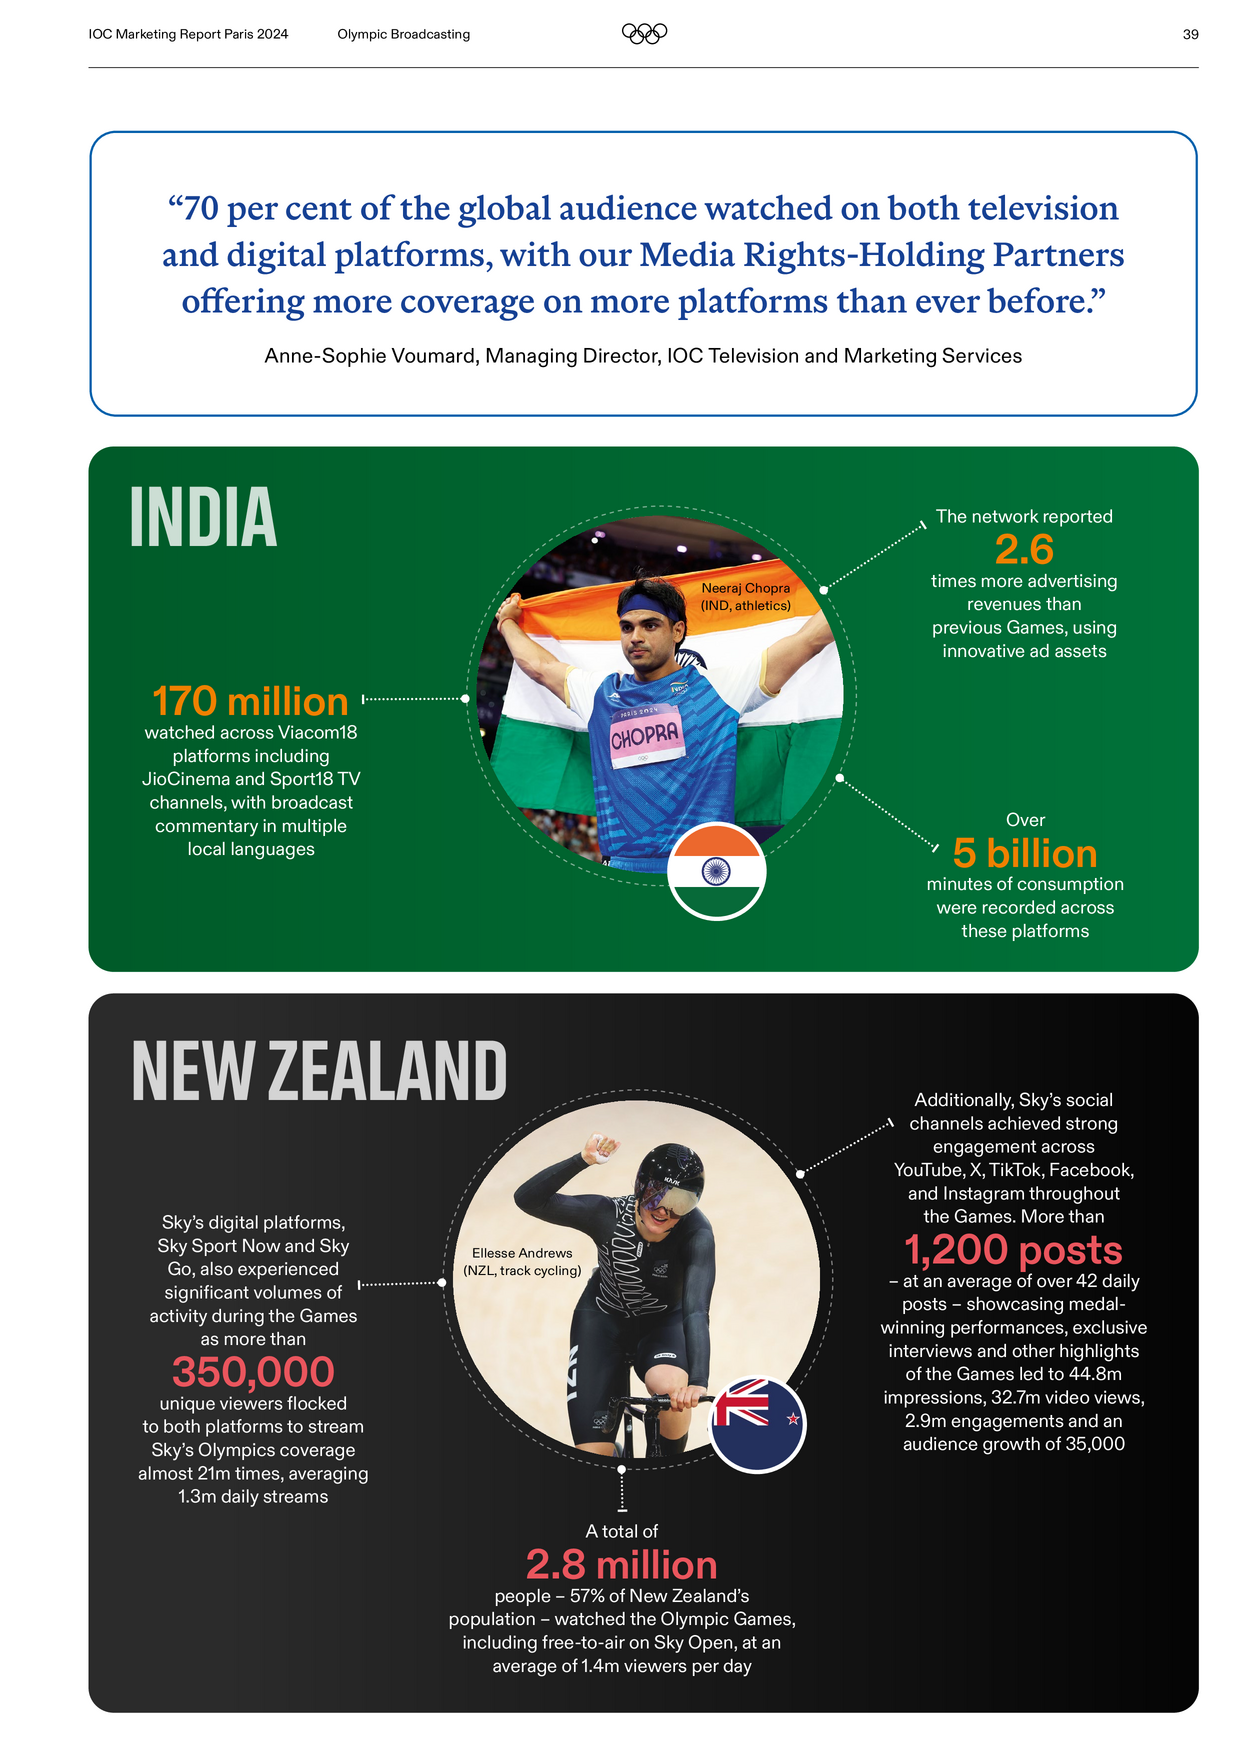 IOC Marketing Report Paris 2024
Olympic Broadcasting
39
“70 per cent of the global audience watched on both television
and digital platforms, with our Media Rights-Holding Partners
offering more coverage on more platforms than ever before.”
Anne-Sophie Voumard, Managing Director, IOC Television and Marketing Services
INDIA
170 million
watched across Viacom18
platforms including
JioCinema and Sport18 TV
channels, with broadcast
commentary in multiple
local languages
Neeraj Chopra
(IND, athletics)
PARIS 2024
CHOPRA
The network reported
2.6
times more advertising
revenues than
previous Games, using
innovative ad assets
Over
5 billion
minutes of consumption
were recorded across
these platforms
NEW ZEALAND
Sky’s digital platforms,
Sky Sport Now and Sky
Go, also experienced
significant volumes of
activity during the Games
as more than
350,000
unique viewers flocked
to both platforms to stream
Sky’s Olympics coverage
almost 21m times, averaging
1.3m daily streams
Ellesse Andrews
(NZL, track cycling)
KASK
Additionally, Sky’s social
channels achieved strong
engagement across
YouTube, X, TikTok, Facebook,
and Instagram throughout
the Games. More than
1,200 posts
– at an average of over 42 daily
posts – showcasing medal-
winning performances, exclusive
interviews and other highlights
of the Games led to 44.8m
impressions, 32.7m video views,
2.9m engagements and an
audience growth of 35,000
A total of
2.8 million
people – 57% of New Zealand’s
population – watched the Olympic Games,
including free-to-air on Sky Open, at an
average of 1.4m viewers per day